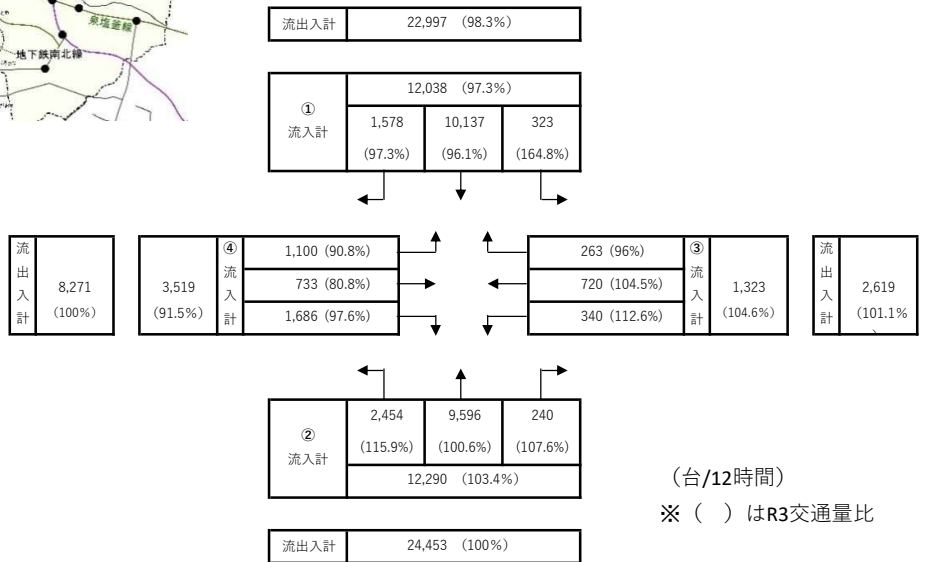 泉塩釜線
地下鉄南北線
流出入計 22,997 (98.3%)
12,038 (97.3%)
①
流入計
1,578 10,137 323
(97.3%) (96.1%) (164.8%)
流出入計
8,271
(100%)
3,519
(91.5%)
④流入計
1,100 (90.8%)
733 (80.8%)
1,686 (97.6%)
263 (96%)
720 (104.5%)
340 (112.6%)
③流入計
1,323
(104.6%)
流出入計
2,619
(101.1%
②
流入計
2,454 9,596 240
(115.9%) (100.6%) (107.6%)
12,290 (103.4%)
(台/12時間)
※( )はR3交通量比
流出入計 24,453 (100%)